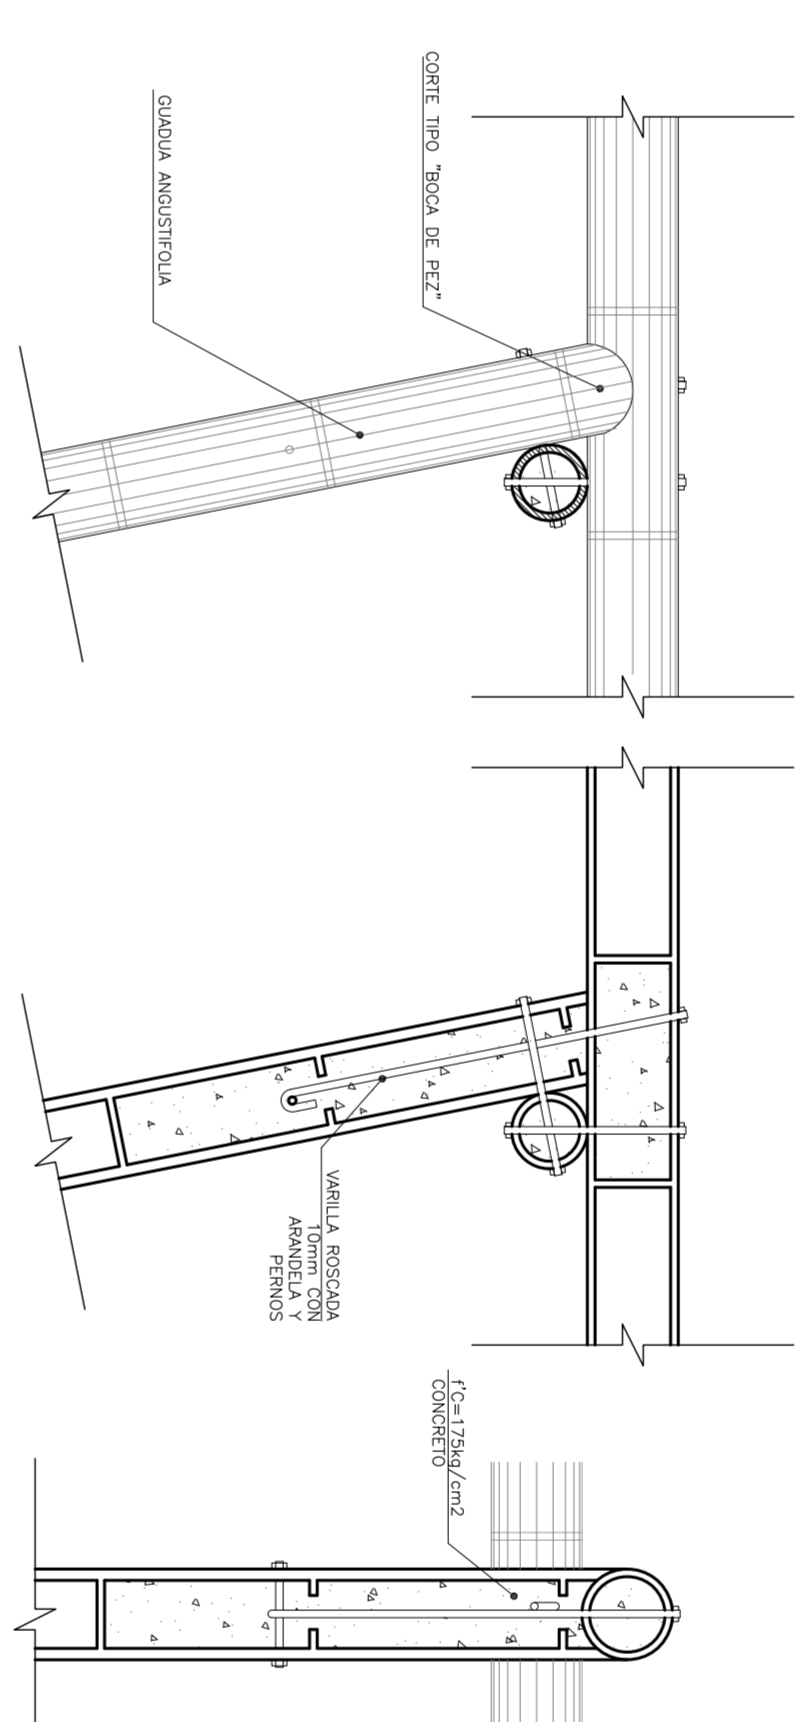 CORTE TIPO "BOCA DE PEZ"
GUADUA ANGUSTIFOLIA
VARILLA ROSCADA
10mm CON
ARANDELA Y
PERNOS
f'C=175kg/cm2
CONCRETO